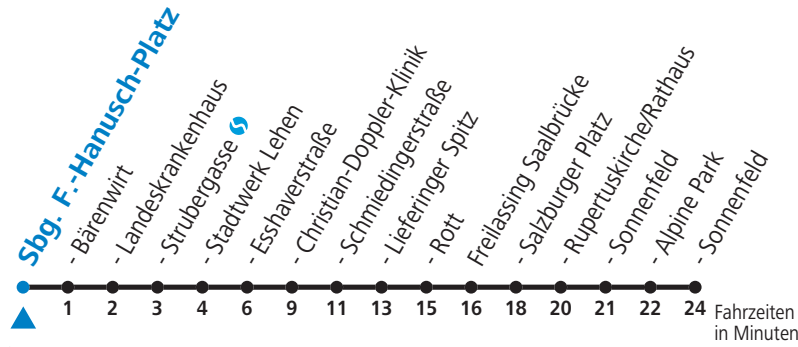 Sbg. F.-Hanusch-Platz
- Bärenwirt
- Landeskrankenhaus
- Strubergasse
- Stadtwerk Lehen
- Esshaverstraße
- Christian-Doppler-Klinik
- Schmiedingerstraße
- Lieferinger Spitz
- Rott
Freilassing Saalbrücke
- Salzburger Platz
- Rupertuskirche/Rathaus
- Sonnenfeld
- Alpine Park
- Sonnenfeld
1 2 3 4 6 9 11 13 15 16 18 20 21 22 24 Fahrzeiten
in Minuten